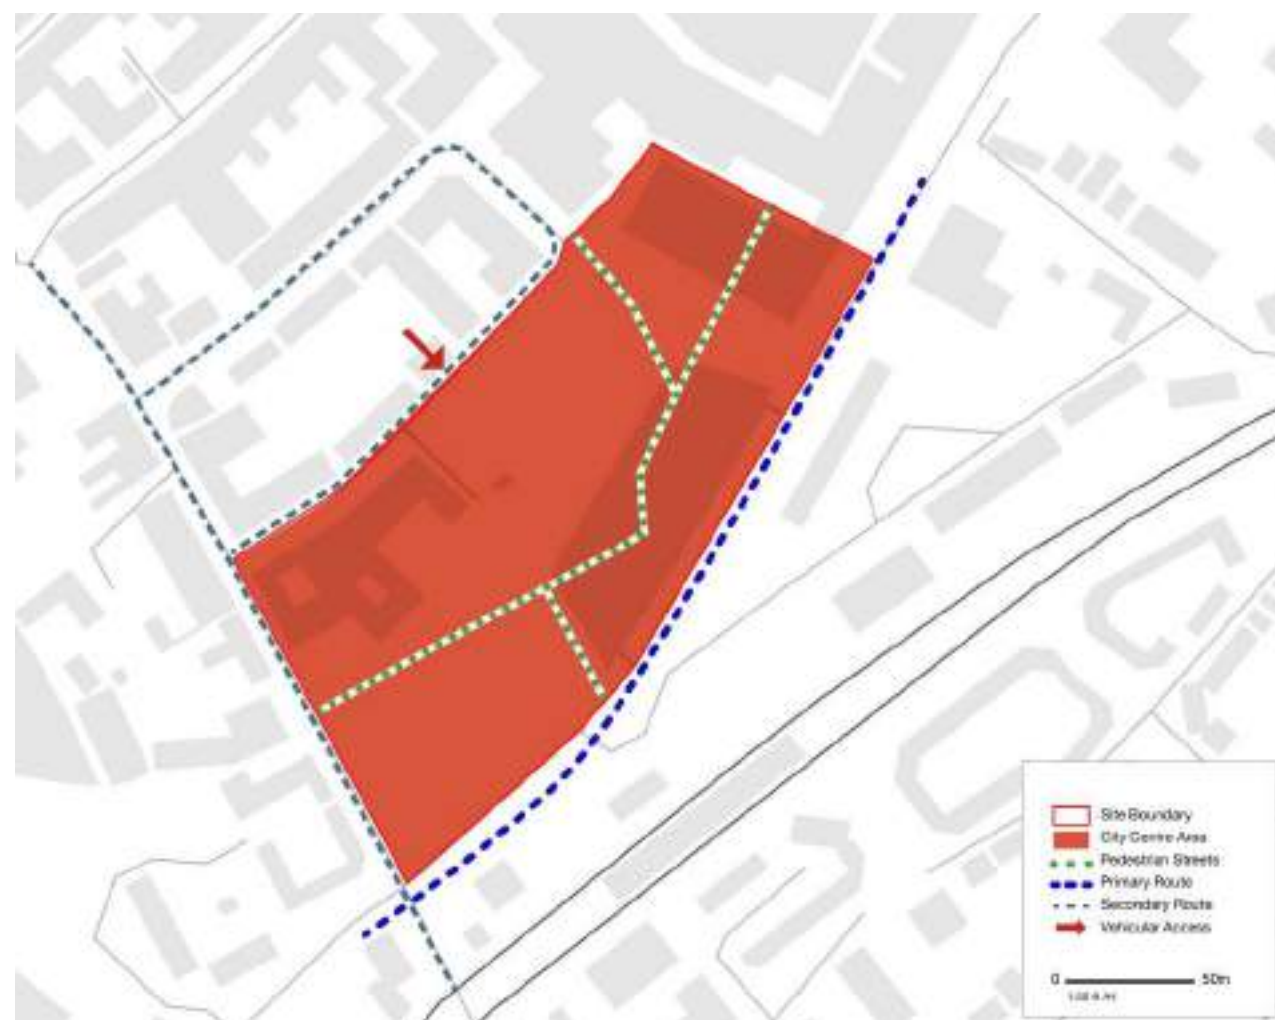 Site Boundary
City Centre Area
Pedestrian Streets
Primary Route
Secondary Route
Vehicular Access
0 50m